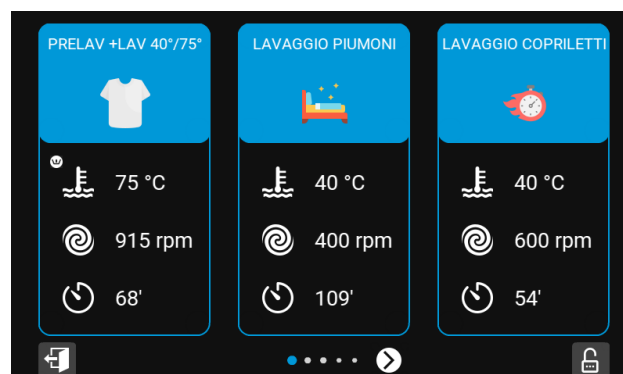 PRELAV +LAV 40°/75°
LAVAGGIO PIUMONI
LAVAGGIO COPRILETTI
75 °C
40 °C
40 °C
915 rpm
400 rpm
600 rpm
68'
109'
54'